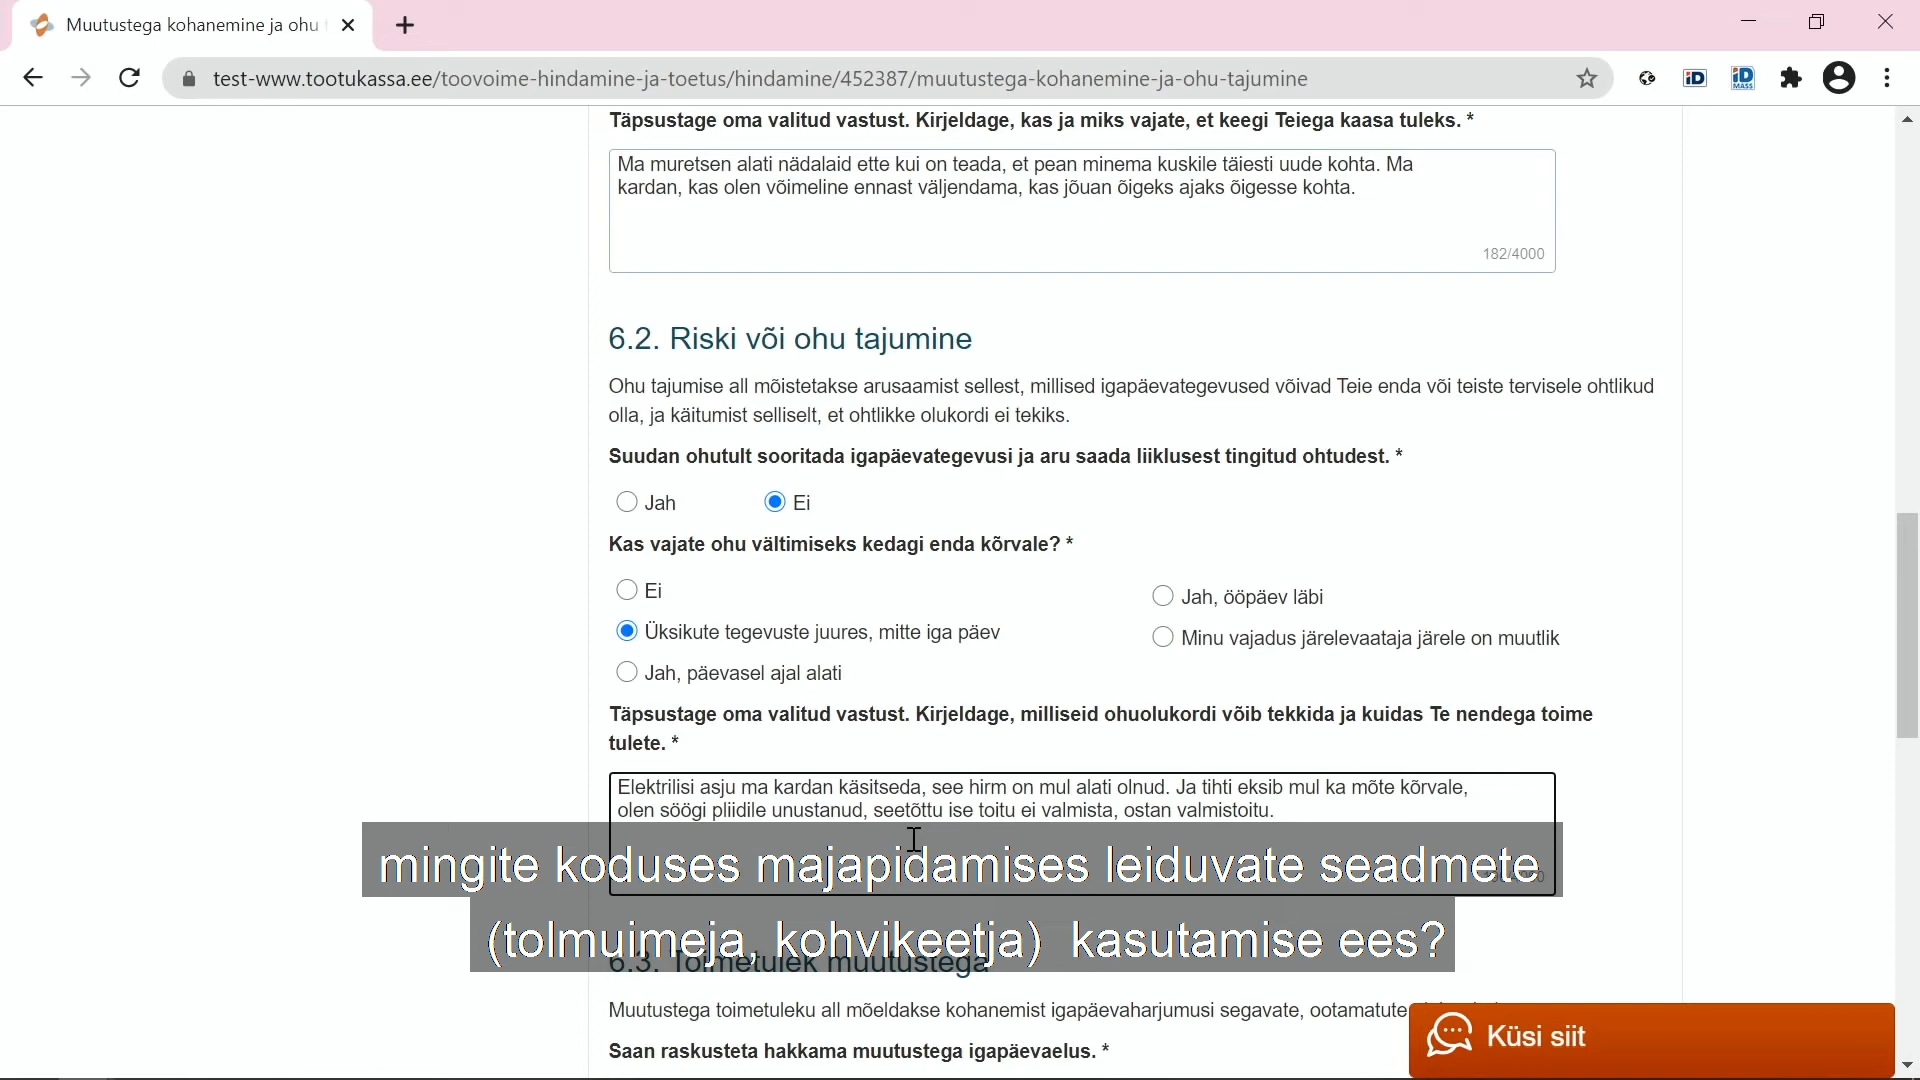 Muutustega kohanemine ja ohu
test-www.tootukassa.ee/toovoime-hindamine-ja-toetus/hindamine/452387/muutustega-kohanemine-ja-ohu-tajumine
iD
iD
MASS
Täpsustage oma valitud vastust. Kirjeldage, kas ja miks vajate, et keegi Teiega kaasa tuleks. *
Ma muretsen alati nädalaid ette kui on teada, et pean minema kuskile täiesti uude kohta. Ma
kardan, kas olen võimeline ennast väljendama, kas jõuan õigeks ajaks õigesse kohta.
182/4000
6.2. Riski või ohu tajumine
Ohu tajumise all mõistetakse arusaamist sellest, millised igapäevategevused võivad Teie enda või teiste tervisele ohtlikud
olla, ja käitumist selliselt, et ohtlikke olukordi ei tekiks.
Suudan ohutult sooritada igapäevategevusi ja aru saada liiklusest tingitud ohtudest. *
Jah
Ei
Kas vajate ohu vältimiseks kedagi enda kõrvale? *
Ei
Üksikute tegevuste juures, mitte iga päev
Jah, päevasel ajal alati
Jah, ööpäev läbi
Minu vajadus järelevaataja järele on muutlik
Täpsustage oma valitud vastust. Kirjeldage, milliseid ohuolukordi võib tekkida ja kuidas Te nendega toime
tulete. *
Elektrilisi asju ma kardan käsitseda, see hirm on mul alati olnud. Ja tihti eksib mul ka mõte kõrvale,
olen söögi pliidile unustanud, seetõttu ise toitu ei valmista, ostan valmistoitu.
mingite koduses majapidamises leiduvate seadmete
(tolmuimeja, kohvikeetja) kasutamise ees?
6.3. Toimetulek muutustega
Muutustega toimetuleku all mõeldakse kohanemist igapäevaharjumusi segavate, ootamatute
Saan raskusteta hakkama muutustega igapäevaelus. *
Küsi siit